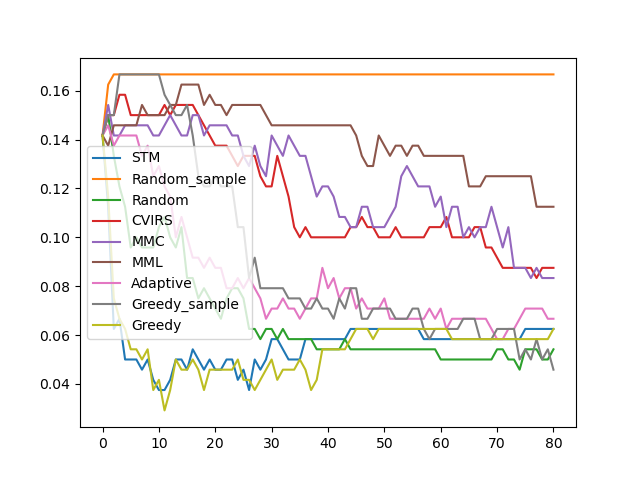 0.16
0.14
0.12
0.10
0.08
0.06
0.04
STM
Random_sample
Random
CVIRS
MMC
MML
Adaptive
Greedy_sample
Greedy
0 10 20 30 40 50 60 70 80